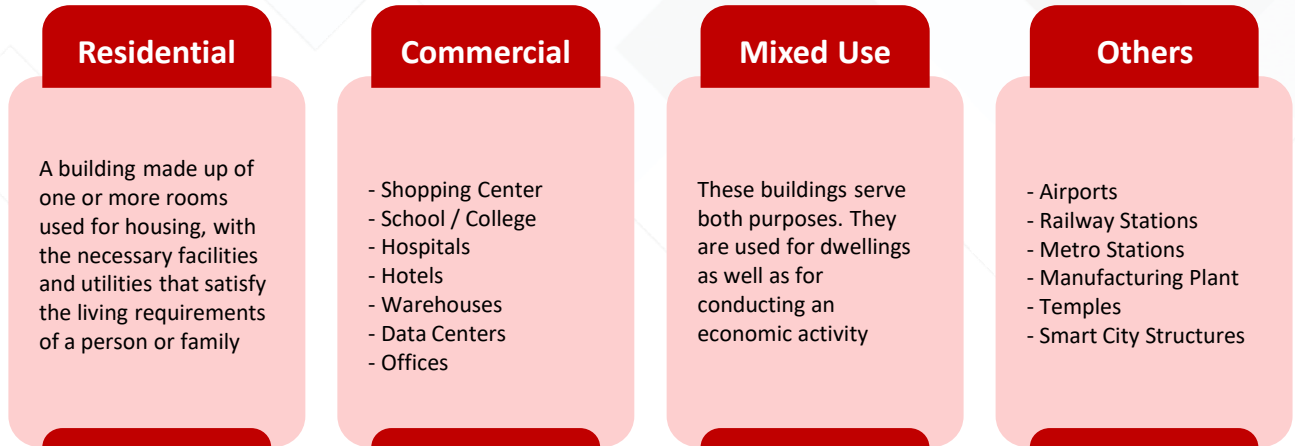 Residential
A building made up of
one or more rooms
used for housing, with
the necessary facilities
and utilities that satisfy
the living requirements
of a person or family
Commercial
- Shopping Center
- School / College
- Hospitals
- Hotels
- Warehouses
- Data Centers
- Offices
Mixed Use
These buildings serve
both purposes. They
are used for dwellings
as well as for
conducting an
economic activity
Others
- Airports
- Railway Stations
- Metro Stations
- Manufacturing Plant
- Temples
- Smart City Structures